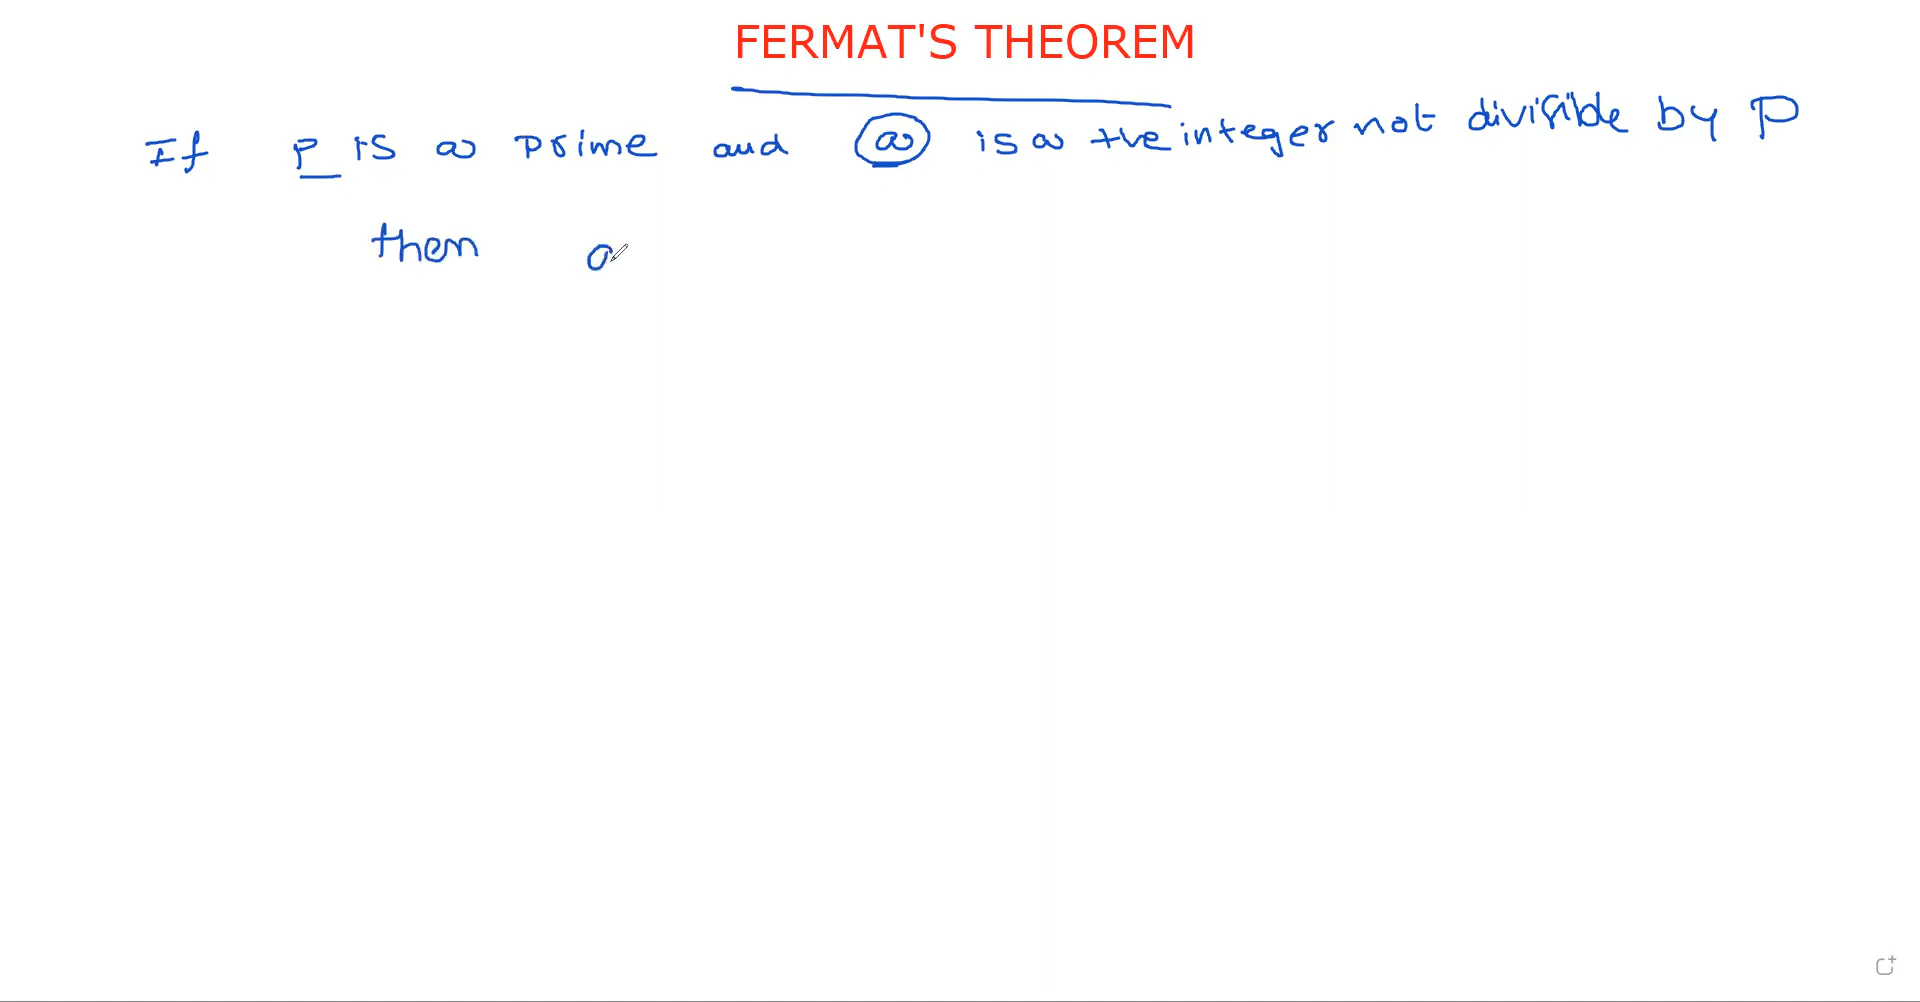 FERMAT'S THEOREM
If P is a prime and a is a +ve integer not divisible by P
then a